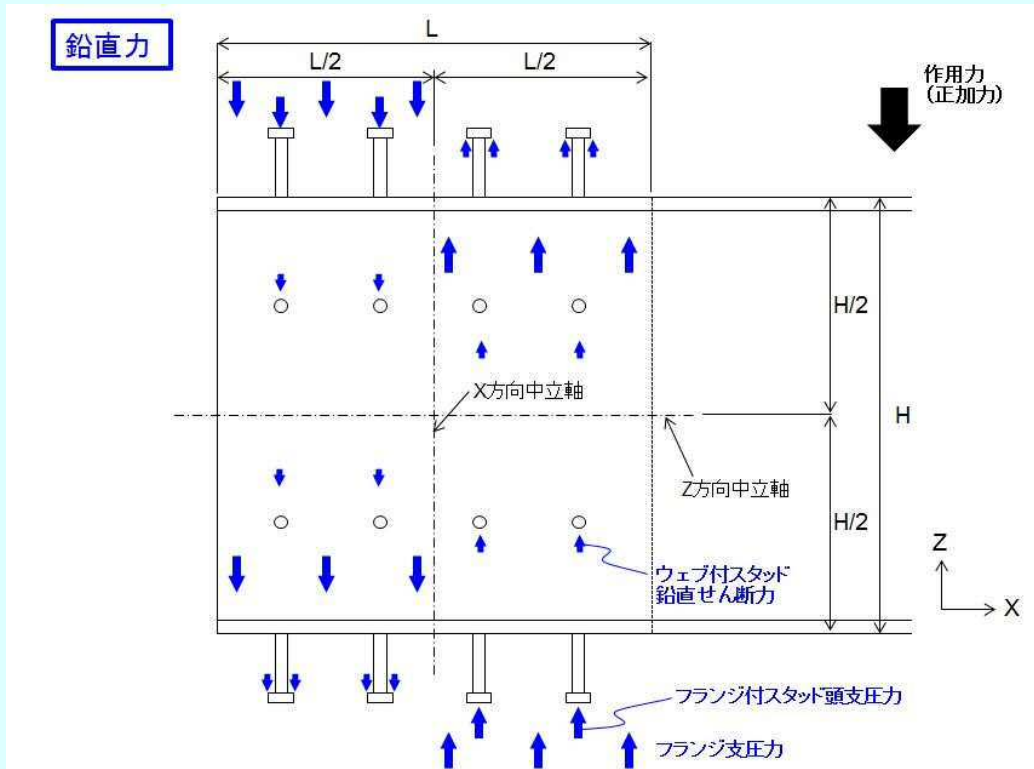 鉛直力
L
L/2
L/2
作用力
(正加力)
H/2
X方向中立軸
H
Z方向中立軸
H/2
Z
X
ウェブ付スタッド
鉛直せん断力
フランジ付スタッド頭支圧力
フランジ支圧力